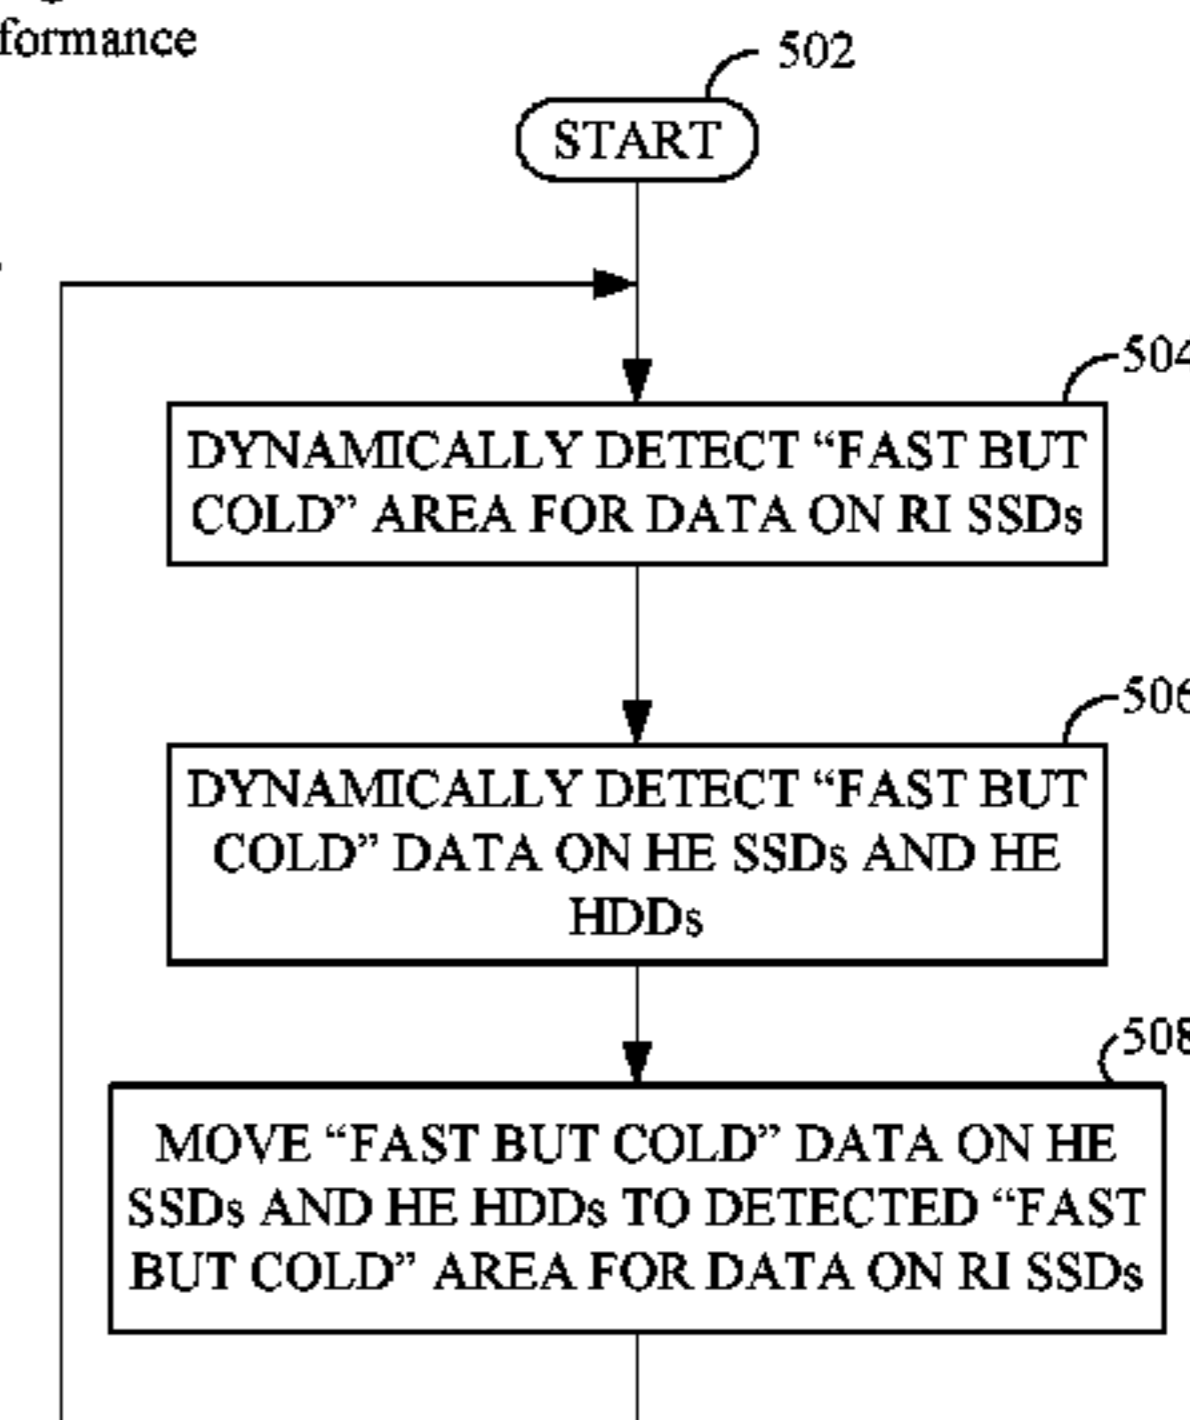 formance
502
START
504
DYNAMICALLY DETECT “FAST BUT
COLD” AREA FOR DATA ON RI SSDs
506
DYNAMICALLY DETECT “FAST BUT
COLD” DATA ON HE SSDs AND HE
HDDs
508
MOVE “FAST BUT COLD” DATA ON HE
SSDs AND HE HDDs TO DETECTED “FAST
BUT COLD” AREA FOR DATA ON RI SSDs